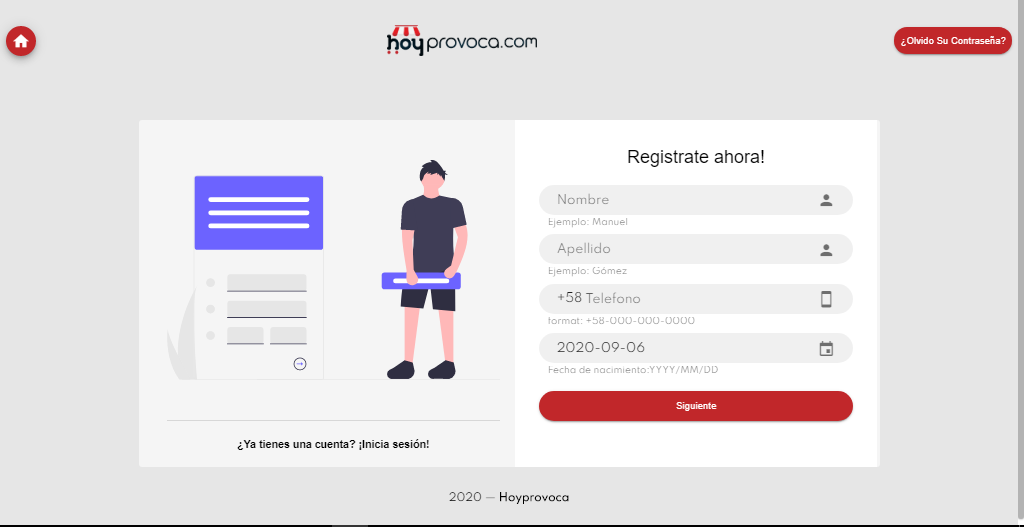 hoyprovoca.com
¿Olvido Su Contraseña?
Registrate ahora!
Nombre
Ejemplo: Manuel
Apellido
Ejemplo: Gómez
+58 Telefono
format: +58-000-000-0000
2020-09-06
Fecha de nacimiento:YYYY/MM/DD
Siguiente
¿Ya tienes una cuenta? ¡Inicia sesión!
2020 — Hoyprovoca